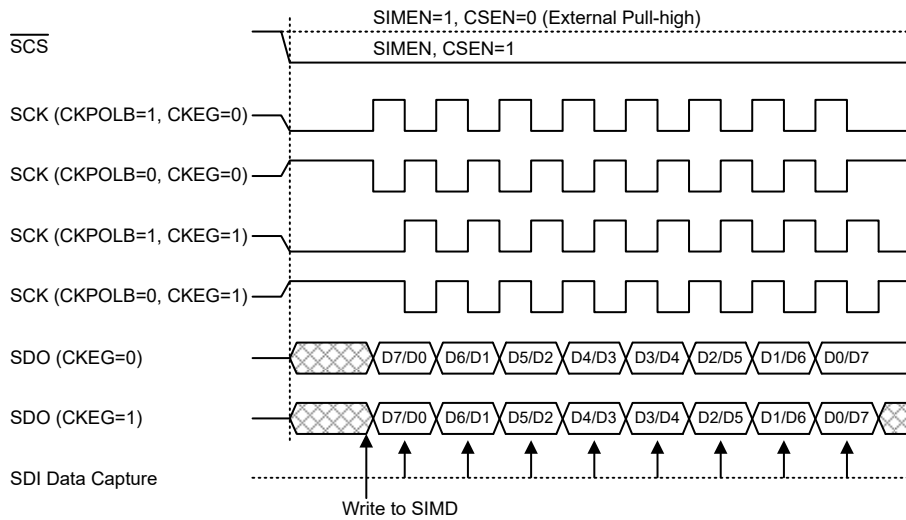 SIMEN=1, CSEN=0 (External Pull-high)
SCS
SIMEN, CSEN=1
SCK (CKPOLB=1, CKEG=0)
SCK (CKPOLB=0, CKEG=0)
SCK (CKPOLB=1, CKEG=1)
SCK (CKPOLB=0, CKEG=1)
SDO (CKEG=0) D7/D0 D6/D1 D5/D2 D4/D3 D3/D4 D2/D5 D1/D6 D0/D7
SDO (CKEG=1) D7/D0 D6/D1 D5/D2 D4/D3 D3/D4 D2/D5 D1/D6 D0/D7
SDI Data Capture
Write to SIMD